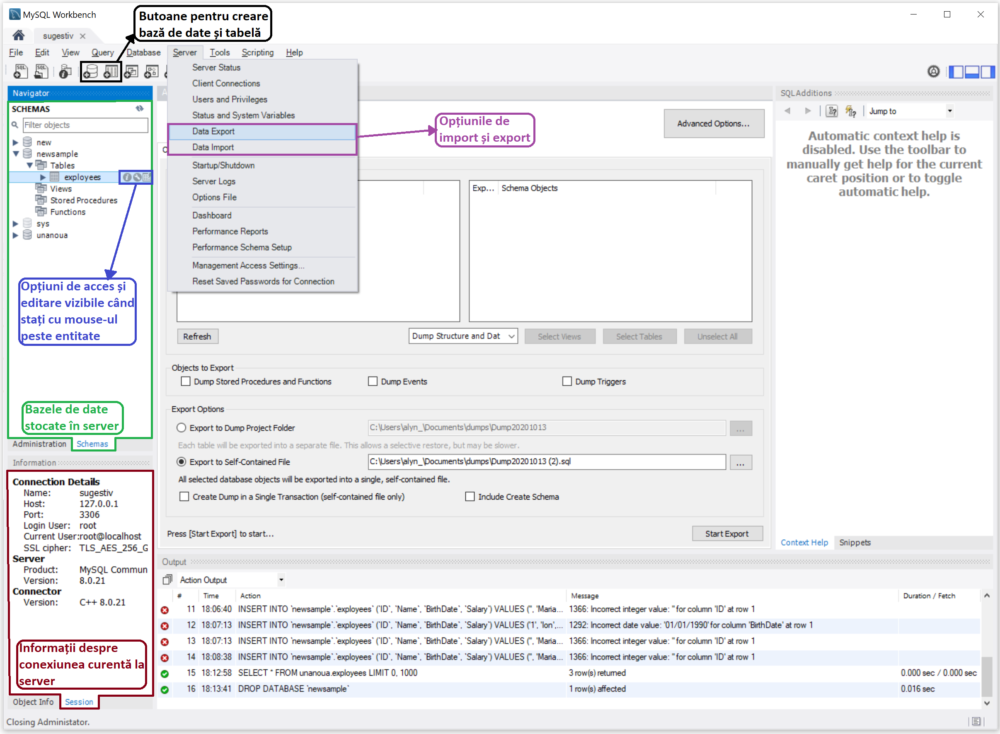 MySQL Workbench
Butoane pentru creare
bază de date și tabelă
sugestiv
File Edit View Query Database Server Tools Scripting Help
Server Status
Client Connections
Users and Privileges
Status and System Variables
Data Export
Data Import
Startup/Shutdown
Server Logs
Options File
Dashboard
Performance Reports
Performance Schema Setup
Management Access Settings...
Reset Saved Passwords for Connection
Opțiunile de
import și export
Navigator
SCHEMAS
Filter objects
new
newsample
Tables
exployees
Views
Stored Procedures
Functions
sys
unanoua
Opțiuni de acces și
editare vizibile când
stați cu mouse-ul
peste entitate
Bazele de date
stocate în server
Administration Schemas
Information
Connection Details
Name: sugestiv
Host: 127.0.0.1
Port: 3306
Login User: root
Current User:root@localhost
SSL cipher: TLS_AES_256_G
Server
Product: MySQL Commun
Version: 8.0.21
Connector
Version: C++ 8.0.21
Informații despre
conexiunea curentă la
server
Object Info Session
Closing Administator.
Advanced Options...
Exp... Schema Objects
Refresh
Dump Structure and Dat
Select Views
Select Tables
Unselect All
Objects to Export
Dump Stored Procedures and Functions
Dump Events
Dump Triggers
Export Options
Export to Dump Project Folder
C:\Users\alyn_\Documents\dumps\Dump20201013
...
Each table will be exported into a separate file. This allows a selective restore, but may be slower.
Export to Self-Contained File
C:\Users\alyn_\Documents\dumps\Dump20201013 (2).sql
...
All selected database objects will be exported into a single, self-contained file.
Create Dump in a Single Transaction (self-contained file only)
Include Create Schema
Press [Start Export] to start...
Start Export
SQLAdditions
Jump to
Automatic context help is
disabled. Use the toolbar to
manually get help for the current
caret position or to toggle
automatic help.
Context Help Snippets
Output
Action Output
# Time Action Message Duration / Fetch
11 18:06:40 INSERT INTO `newsample`.`exployees` (`ID`, `Name`, `BirthDate`, `Salary`) VALUES ('', 'Maria... 1366: Incorrect integer value: '' for column 'ID' at row 1
12 18:07:13 INSERT INTO `newsample`.`exployees` (`ID`, `Name`, `BirthDate`, `Salary`) VALUES ('1', 'Ion',... 1292: Incorrect date value: '01/01/1990' for column 'BirthDate' at row 1
13 18:07:13 INSERT INTO `newsample`.`exployees` (`ID`, `Name`, `BirthDate`, `Salary`) VALUES ('', 'Maria... 1366: Incorrect integer value: '' for column 'ID' at row 1
14 18:08:38 INSERT INTO `newsample`.`exployees` (`ID`, `Name`, `BirthDate`, `Salary`) VALUES ('', 'Maria... 1366: Incorrect integer value: '' for column 'ID' at row 1
15 18:12:58 SELECT * FROM unanoua.exployees LIMIT 0, 1000 3 row(s) returned 0.000 sec / 0.000 sec
16 18:13:41 DROP DATABASE `newsample` 1 row(s) affected 0.016 sec